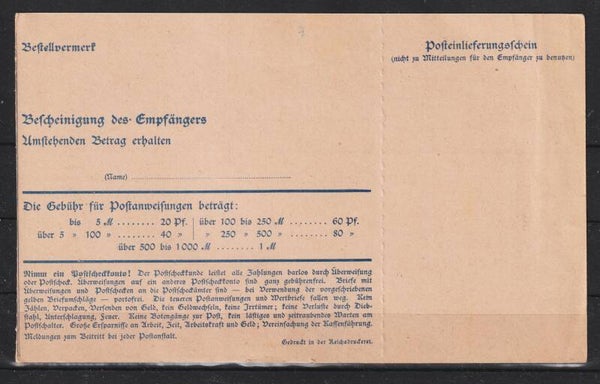 Bestellvermerk
Posteinlieferungsschein
(nicht zu Mitteilungen für den Empfänger zu benutzen)
Bescheinigung des Empfängers
Umstehenden Betrag erhalten
(Name)
Die Gebühr für Postanweisungen beträgt:
bis 5 M ........ 20 Pf. | über 100 bis 250 M ....... 60 Pf.
über 5 » 100 » ........ 40 » | » 250 » 500 » ....... 80 »
über 500 bis 1000 M ........ 1 M
Nimm ein Postscheckkonto! Der Postscheckkunde leistet alle Zahlungen barlos durch Überweisung
oder Postscheck. Überweisungen auf ein anderes Postscheckkonto sind ganz gebührenfrei. Briefe mit
Überweisungen und Postschecken an die Postscheckämter sind — bei Verwendung der vorgeschriebenen
gelben Briefumschläge — portofrei. Die teueren Postanweisungen und Wertbriefe fallen weg. Kein
Zählen, Verpacken, Versenden von Geld, kein Geldwechseln, keine Irrtümer; keine Verluste durch Dieb-
stahl, Unterschlagung, Feuer. Keine Botengänge zur Post, kein lästiges und zeitraubendes Warten am
Postschalter. Große Ersparnisse an Arbeit, Zeit, Arbeitskraft und Geld; Vereinfachung der Kassenführung.
Meldungen zum Beitritt bei jeder Postanstalt.
Gedruckt in der Reichsdruckerei.